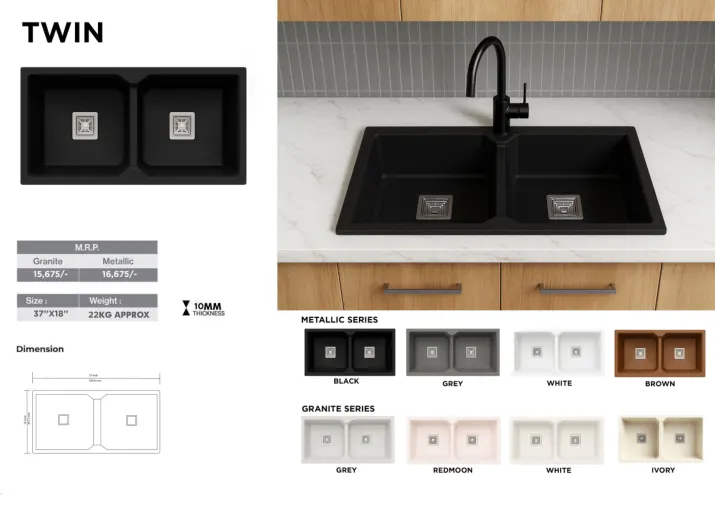 TWIN
M.R.P.
Granite Metallic
15,675/- 16,675/-
Size : Weight :
37"X18" 22KG APPROX
10MM
THICKNESS
Dimension
METALLIC SERIES
BLACK GREY WHITE BROWN
GRANITE SERIES
GREY REDMOON WHITE IVORY